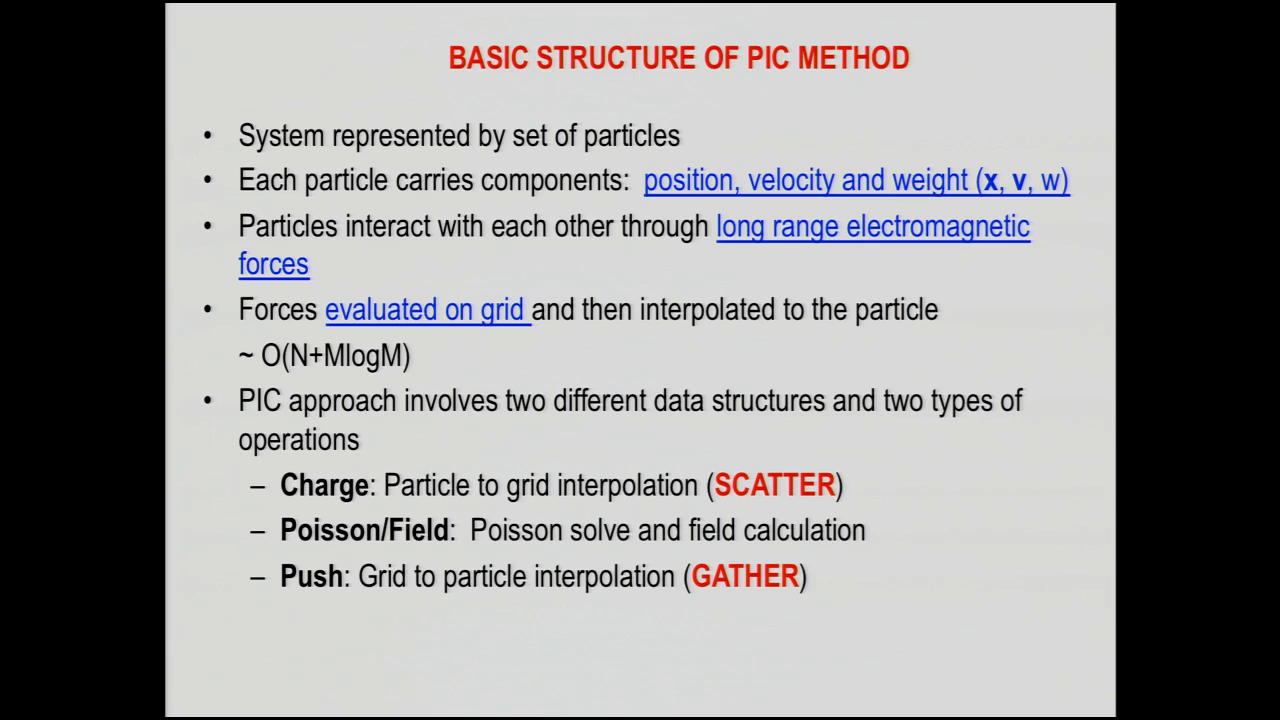 BASIC STRUCTURE OF PIC METHOD
• System represented by set of particles
• Each particle carries components: position, velocity and weight (x, v, w)
• Particles interact with each other through long range electromagnetic
forces
• Forces evaluated on grid and then interpolated to the particle
~ O(N+MlogM)
• PIC approach involves two different data structures and two types of
operations
– Charge: Particle to grid interpolation (SCATTER)
– Poisson/Field: Poisson solve and field calculation
– Push: Grid to particle interpolation (GATHER)